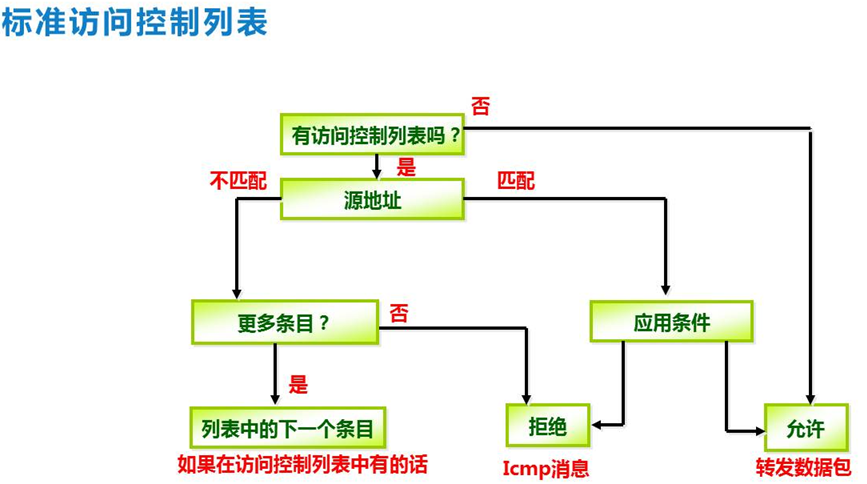 标准访问控制列表
否
有访问控制列表吗？
是
不匹配
匹配
源地址
更多条目？
否
应用条件
是
列表中的下一个条目
拒绝
允许
如果在访问控制列表中有的话
Icmp消息
转发数据包